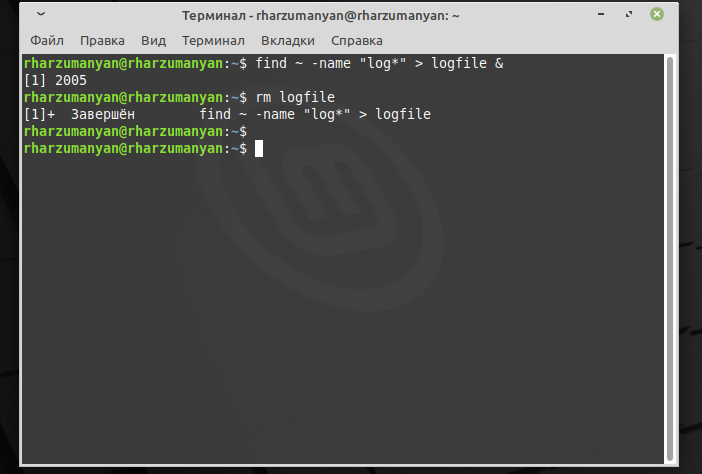 Терминал - rharzumanyan@rharzumanyan: ~
Файл Правка Вид Терминал Вкладки Справка
rharzumanyan@rharzumanyan:~$ find ~ -name "log*" > logfile &
[1] 2005
rharzumanyan@rharzumanyan:~$ rm logfile
[1]+  Завершён        find ~ -name "log*" > logfile
rharzumanyan@rharzumanyan:~$
rharzumanyan@rharzumanyan:~$